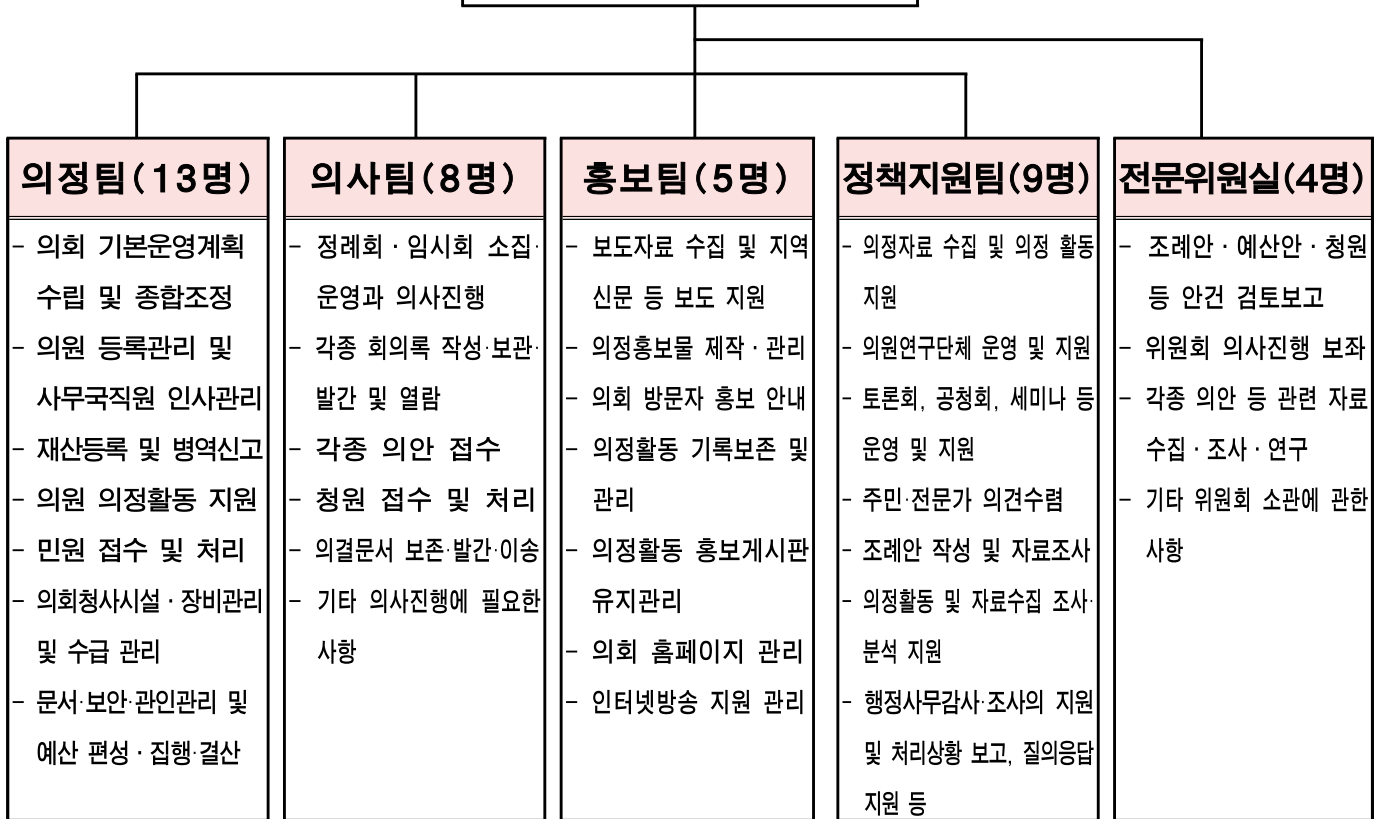 의정팀(13명)
- 의회 기본운영계획
수립 및 종합조정
- 의원 등록관리 및
사무국직원 인사관리
- 재산등록 및 병역신고
- 의원 의정활동 지원
- 민원 접수 및 처리
- 의회청사시설 · 장비관리
및 수급 관리
- 문서·보안·관인관리 및
예산 편성 · 집행·결산
의사팀(8명)
- 정례회 · 임시회 소집·
운영과 의사진행
- 각종 회의록 작성·보관·
발간 및 열람
- 각종 의안 접수
- 청원 접수 및 처리
- 의결문서 보존·발간·이송
- 기타 의사진행에 필요한
사항
홍보팀(5명)
- 보도자료 수집 및 지역
신문 등 보도 지원
- 의정홍보물 제작 · 관리
- 의회 방문자 홍보 안내
- 의정활동 기록보존 및
관리
- 의정활동 홍보게시판
유지관리
- 의회 홈페이지 관리
- 인터넷방송 지원 관리
정책지원팀(9명)
- 의정자료 수집 및 의정 활동
지원
- 의원연구단체 운영 및 지원
- 토론회, 공청회, 세미나 등
운영 및 지원
- 주민·전문가 의견수렴
- 조례안 작성 및 자료조사
- 의정활동 및 자료수집 조사·
분석 지원
- 행정사무감사·조사의 지원
및 처리상황 보고, 질의응답
지원 등
전문위원실(4명)
- 조례안 · 예산안 · 청원
등 안건 검토보고
- 위원회 의사진행 보좌
- 각종 의안 등 관련 자료
수집 · 조사 · 연구
- 기타 위원회 소관에 관한
사항